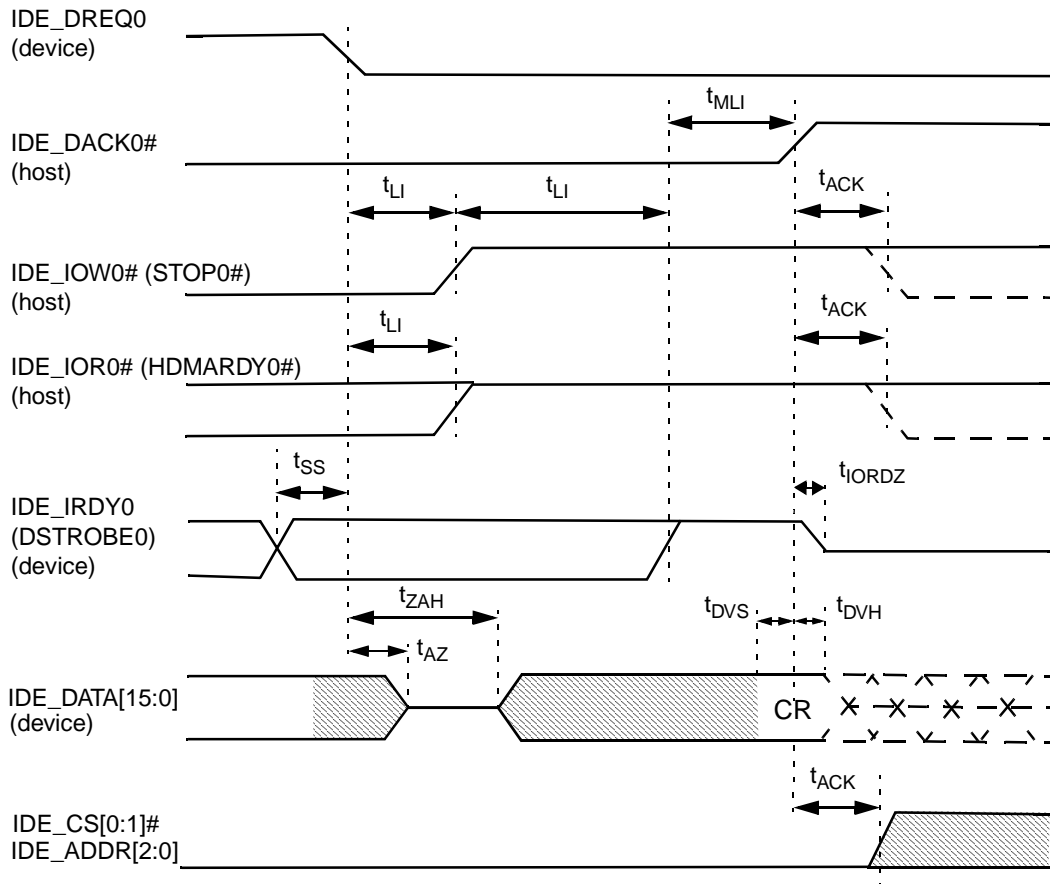 IDE_DREQ0
(device)
tMLI
IDE_DACK0#
(host)
tLI
tLI
tACK
IDE_IOW0# (STOP0#)
(host)
tLI
tACK
IDE_IOR0# (HDMARDY0#)
(host)
tSS
tIORDZ
IDE_IRDY0
(DSTROBE0)
(device)
tZAH
tDVS
tDVH
tAZ
IDE_DATA[15:0]
(device)
CR
tACK
IDE_CS[0:1]#
IDE_ADDR[2:0]